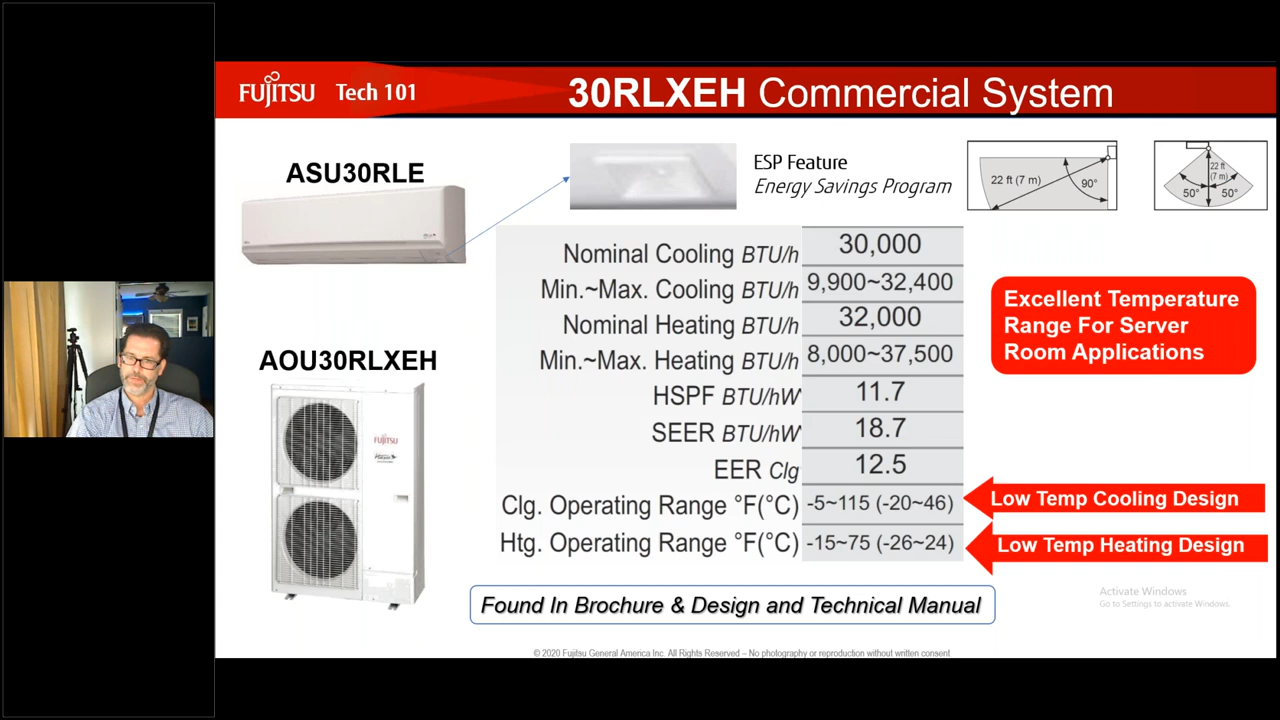 FUJITSU Tech 101
30RLXEH Commercial System
ASU30RLE
ESP Feature
Energy Savings Program
22 ft (7 m)
90°
22 ft
(7 m)
50°
50°
Nominal Cooling BTU/h 30,000
Min.~Max. Cooling BTU/h 9,900~32,400
Nominal Heating BTU/h 32,000
Min.~Max. Heating BTU/h 8,000~37,500
HSPF BTU/hW 11.7
SEER BTU/hW 18.7
EER Clg 12.5
Clg. Operating Range °F(°C) -5~115 (-20~46)
Htg. Operating Range °F(°C) -15~75 (-26~24)
Excellent Temperature
Range For Server
Room Applications
AOU30RLXEH
FUJITSU
Low Temp Cooling Design
Low Temp Heating Design
Found In Brochure & Design and Technical Manual
Activate Windows
Go to Settings to activate Windows.
© 2020 Fujitsu General America Inc. All Rights Reserved – No photography or reproduction without written consent